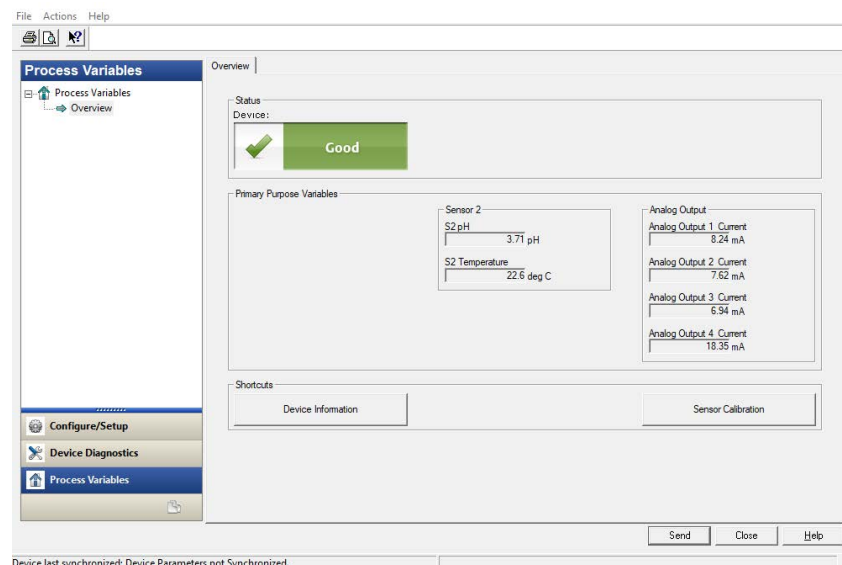 File Actions Help
Process Variables
Process Variables
Overview
Configure/Setup
Device Diagnostics
Process Variables
Overview
Status
Device:
Good
Primary Purpose Variables
Sensor 2
S2 pH
3.71 pH
S2 Temperature
22.6 deg C
Analog Output
Analog Output 1 Current
8.24 mA
Analog Output 2 Current
7.62 mA
Analog Output 3 Current
6.94 mA
Analog Output 4 Current
18.35 mA
Shortcuts
Device Information
Sensor Calibration
Send Close Help
Device last synchronized: Device Parameters not Synchronized